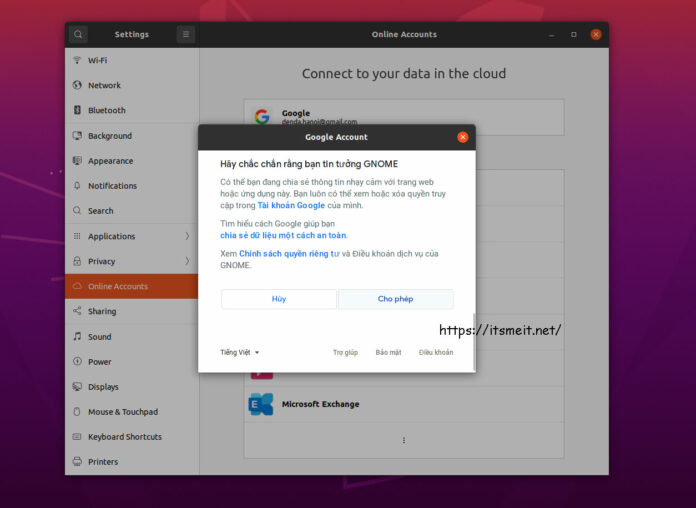 Settings
Online Accounts
Wi-Fi
Network
Bluetooth
Background
Appearance
Notifications
Search
Applications
Privacy
Online Accounts
Sharing
Sound
Power
Displays
Mouse & Touchpad
Keyboard Shortcuts
Printers
Connect to your data in the cloud
Google
denda.hanoi@gmail.com
Google Account
Hãy chắc chắn rằng bạn tin tưởng GNOME
Có thể bạn đang chia sẻ thông tin nhạy cảm với trang web
hoặc ứng dụng này. Bạn luôn có thể xem hoặc xóa quyền truy
cập trong Tài khoản Google của mình.
Tìm hiểu cách Google giúp bạn
chia sẻ dữ liệu một cách an toàn.
Xem Chính sách quyền riêng tư và Điều khoản dịch vụ của
GNOME.
Hủy
Cho phép
https://itsmeit.net/
Tiếng Việt
Trợ giúp
Bảo mật
Điều khoản
Microsoft Exchange